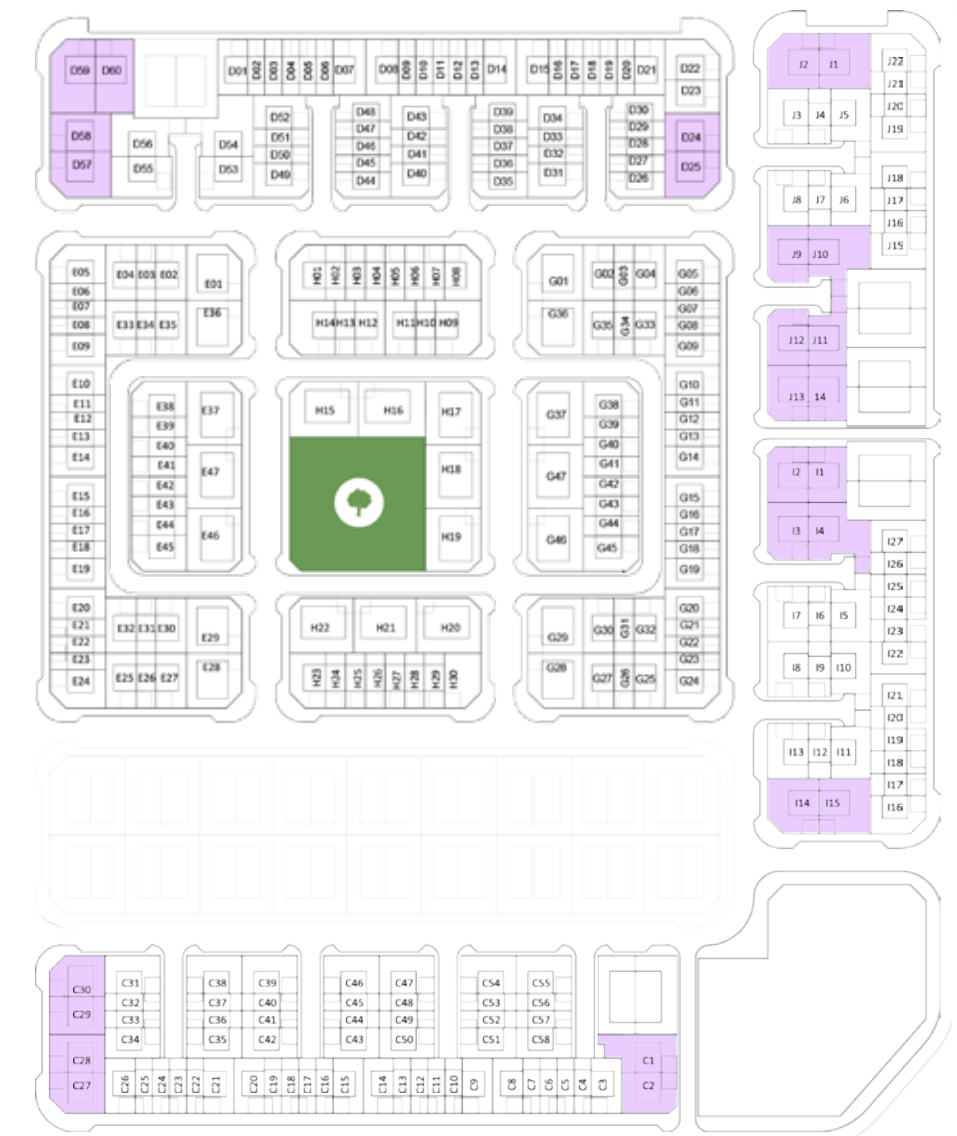 D59 D60 D01 D02 D03 D04 D05 D06 D07 D08 D09 D10 D11 D12 D13 D14 D15 D16 D17 D18 D19 D20 D21 D22
D23
D58 D57 D56 D55 D54 D53
D52 D51 D50 D49
D48 D47 D46 D45 D44
D43 D42 D41 D40
D39 D38 D37 D36 D35
D34 D33 D32 D31
D30 D29 D28 D27 D26
D24 D25
J2 J1
J3 J4 J5
J22 J21 J20 J19
J8 J7 J6
J9 J10
J18 J17 J16 J15
J12 J11
J13 14
E05 E06 E07 E08 E09
E04 E03 E02 E01
E33 E34 E35 E36
H01 H02 H03 H04 H05 H06 H07 H08
H14 H13 H12 H11 H10 H09
G01 G02 G03 G04
G36 G35 G34 G33
G05 G06 G07 G08 G09
E10 E11 E12 E13 E14
E15 E16 E17 E18 E19
E38 E39 E40 E41 E42 E43 E44 E45
E37 E47 E46
H15 H16 H17
H18
H19
G37 G47 G46
G38 G39 G40 G41 G42 G43 G44 G45
G10 G11 G12 G13 G14
G15 G16 G17 G18 G19
I2 I1
I3 I4
I27 I26 I25 I24 I23 I22
I7 I6 I5
I8 I9 I10
E20 E21 E22 E23 E24
E32 E31 E30 E29
E25 E26 E27 E28
H22 H21 H20
H23 H24 H25 H26 H27 H28 H29 H30
G29 G30 G31 G32
G28 G27 G26 G25
G20 G21 G22 G23 G24
I21 I20 I19 I18 I17 I16
I13 I12 I11
I14 I15
C30 C29 C28 C27
C31 C32 C33 C34
C38 C37 C36 C35
C39 C40 C41 C42
C46 C45 C44 C43
C47 C48 C49 C50
C54 C53 C52 C51
C55 C56 C57 C58
C1
C2
C26 C25 C24 C23 C22 C21 C20 C19 C18 C17 C16 C15 C14 C13 C12 C11 C10 C9 C8 C7 C6 C5 C4 C3